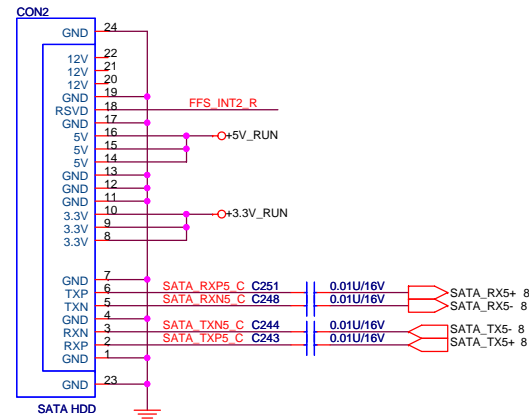 CON2
GND 24
12V 22
12V 21
12V 20
GND 19
RSVD 18 FFS_INT2_R
GND 17
5V 16 +5V_RUN
5V 15
5V 14
GND 13
GND 12
GND 11
3.3V 10 +3.3V_RUN
3.3V 9
3.3V 8
GND 7
TXP 6 SATA_RXP5_C C251 0.01U/16V SATA_RX5+ 8
TXN 5 SATA_RXN5_C C248 0.01U/16V SATA_RX5- 8
GND 4
RXN 3 SATA_TXN5_C C244 0.01U/16V SATA_TX5- 8
RXP 2 SATA_TXP5_C C243 0.01U/16V SATA_TX5+ 8
GND 1
GND 23
SATA HDD